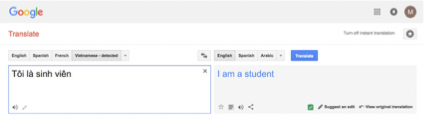 Google
M
Translate
Turn off instant translation
English Spanish French Vietnamese - detected
English Spanish Arabic Translate
Tôi là sinh viên
I am a student
Suggest an edit View original translation